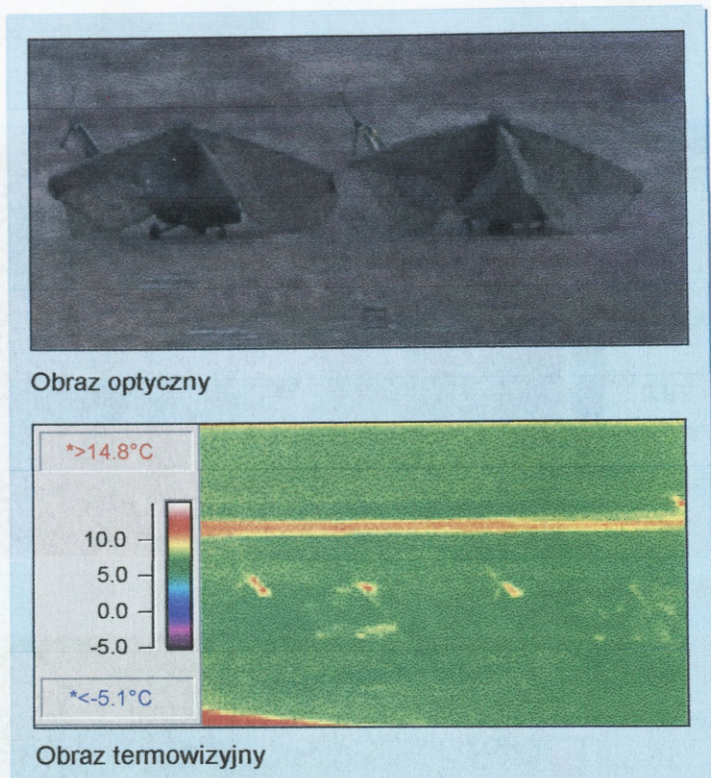 Obraz optyczny
*>14.8°C
10.0
5.0
0.0
-5.0
*<-5.1°C
Obraz termowizyjny